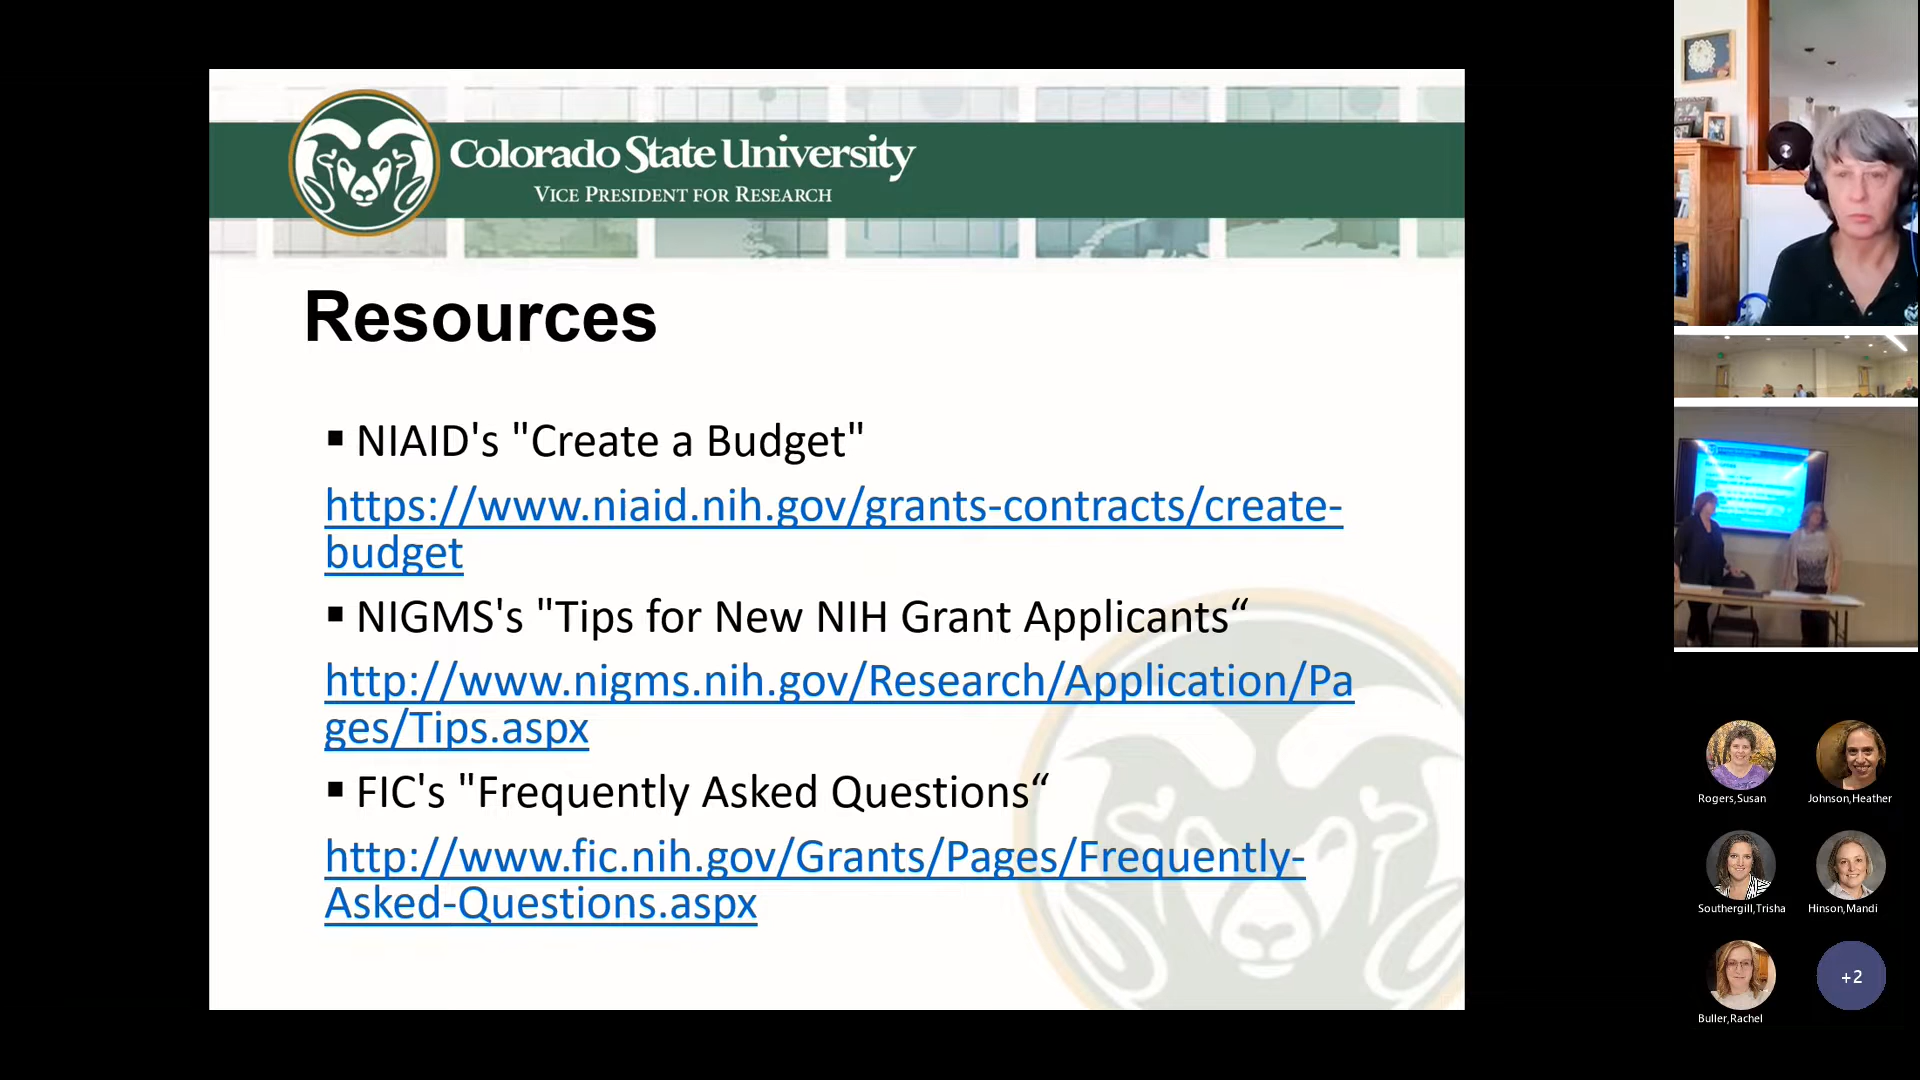 Colorado State University
VICE PRESIDENT FOR RESEARCH
Resources
▪ NIAID's "Create a Budget"
https://www.niaid.nih.gov/grants-contracts/create-
budget
▪ NIGMS's "Tips for New NIH Grant Applicants“
http://www.nigms.nih.gov/Research/Application/Pa
ges/Tips.aspx
▪ FIC's "Frequently Asked Questions“
http://www.fic.nih.gov/Grants/Pages/Frequently-
Asked-Questions.aspx
Rogers,Susan
Johnson,Heather
Southergill,Trisha
Hinson,Mandi
Buller,Rachel
+2